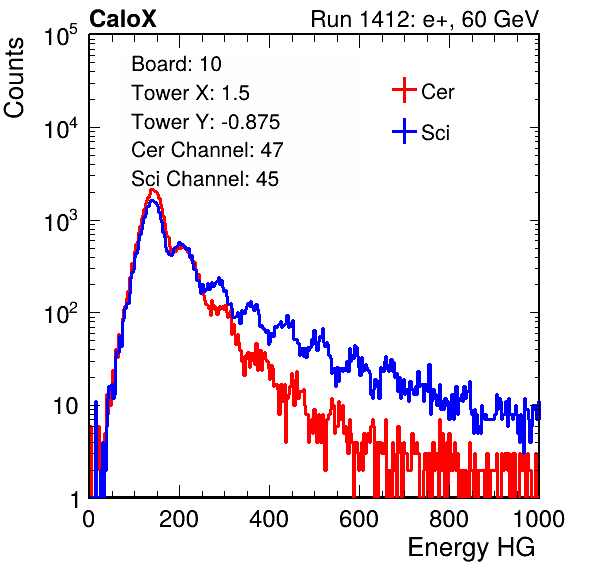 CaloX Run 1412: e+, 60 GeV
Counts
Board: 10
Tower X: 1.5
Tower Y: -0.875
Cer Channel: 47
Sci Channel: 45
Cer
Sci
10^5
10^4
10^3
10^2
10
1
0 200 400 600 800 1000
Energy HG